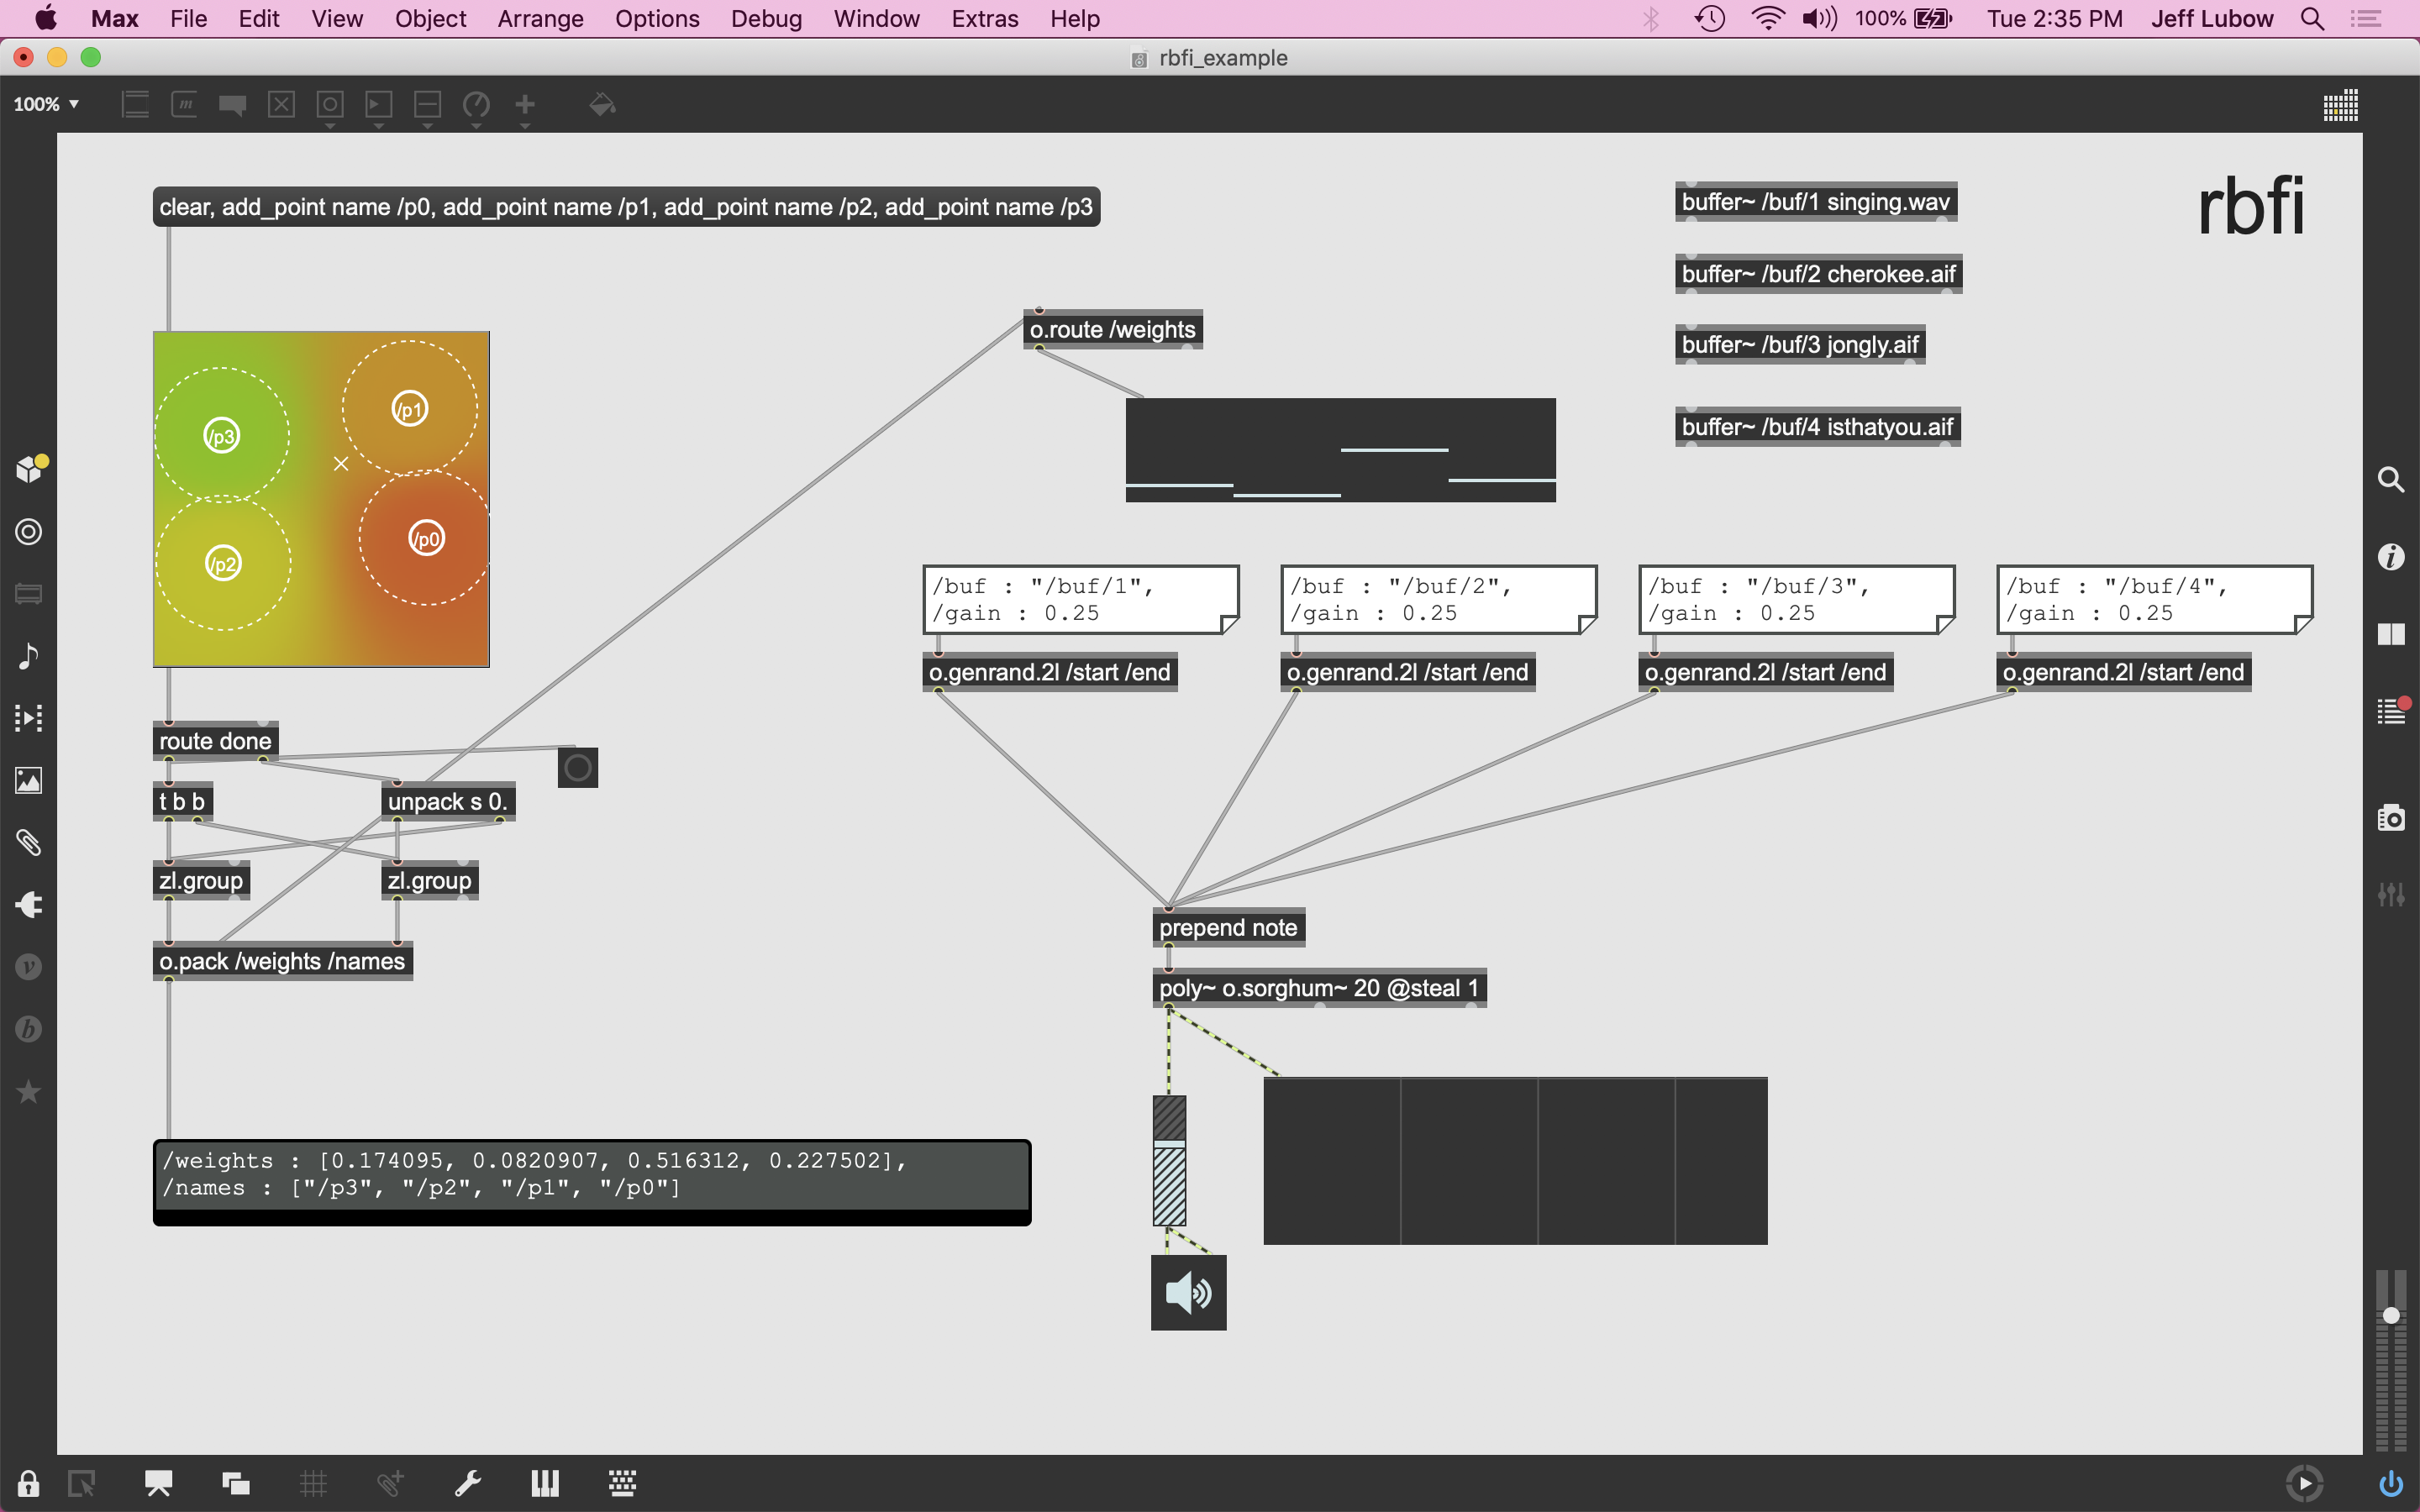 Max File Edit View Object Arrange Options Debug Window Extras Help 100% Tue 2:35 PM Jeff Lubow
rbfi_example
100%
clear, add_point name /p0, add_point name /p1, add_point name /p2, add_point name /p3
buffer~ /buf/1 singing.wav
rbfi
buffer~ /buf/2 cherokee.aif
o.route /weights
buffer~ /buf/3 jongly.aif
buffer~ /buf/4 isthatyou.aif
/p1
/p3
/p0
/p2
/buf : "/buf/1",
/gain : 0.25
/buf : "/buf/2",
/gain : 0.25
/buf : "/buf/3",
/gain : 0.25
/buf : "/buf/4",
/gain : 0.25
o.genrand.2l /start /end
o.genrand.2l /start /end
o.genrand.2l /start /end
o.genrand.2l /start /end
route done
t b b
unpack s 0.
zl.group
zl.group
prepend note
o.pack /weights /names
poly~ o.sorghum~ 20 @steal 1
/weights : [0.174095, 0.0820907, 0.516312, 0.227502],
/names : ["/p3", "/p2", "/p1", "/p0"]